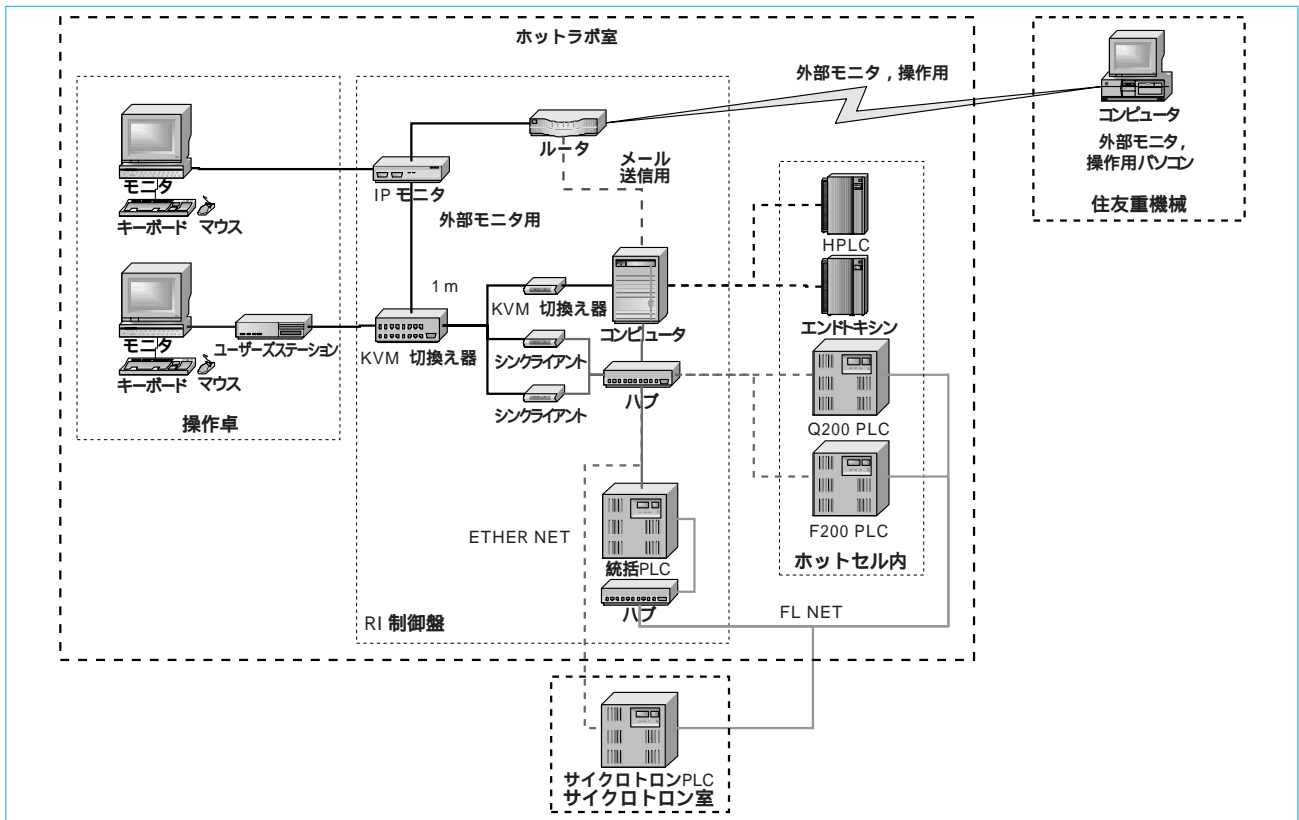 ホットラボ室
外部モニタ，操作用
コンピュータ
外部モニタ，
操作用パソコン
住友重機械
ルータ
メール
送信用
モニタ
キーボード マウス
IP モニタ
外部モニタ用
HPLC
1 m
KVM 切換え器
コンピュータ
エンドトキシン
モニタ
ユーザーズステーション
KVM 切換え器
シンクライアント
キーボード マウス
シンクライアント
ハブ
操作卓
Q200 PLC
ETHER NET
F200 PLC
統括PLC
ホットセル内
ハブ
FL NET
RI 制御盤
サイクロトロンPLC
サイクロトロン室